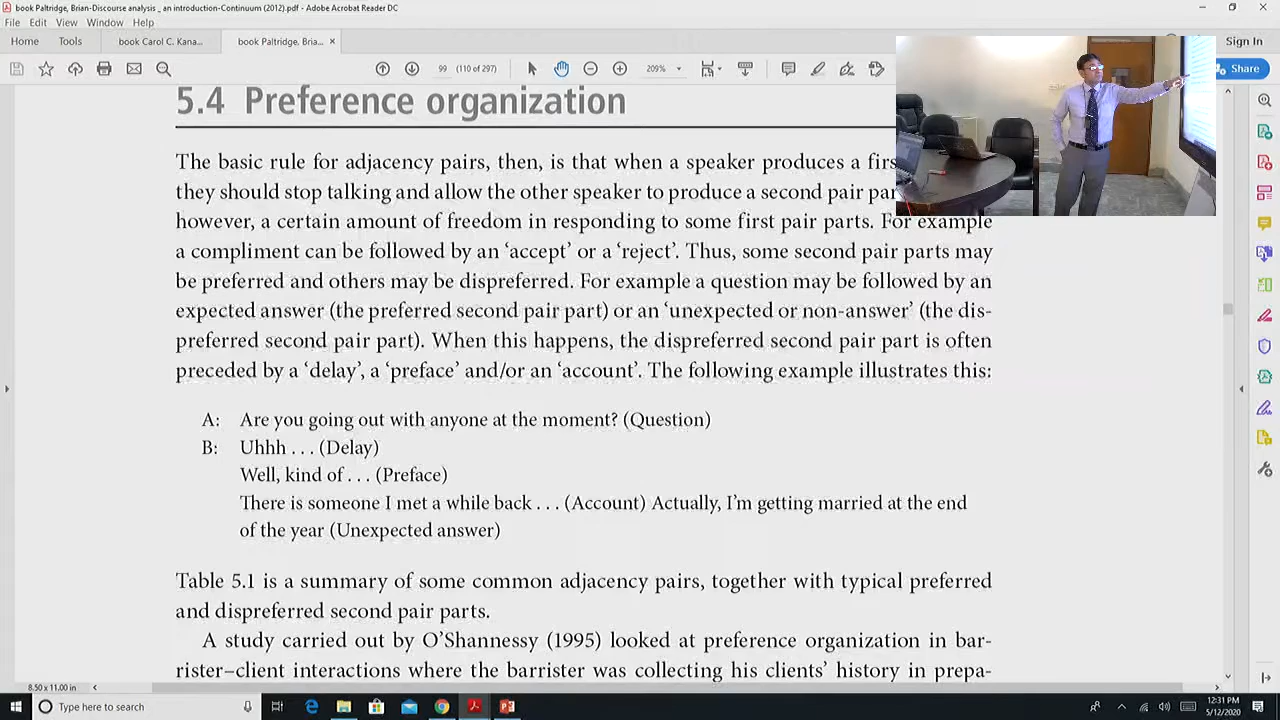 book Paltridge, Brian-Discourse analysis _ an introduction-Continuum (2012).pdf - Adobe Acrobat Reader DC
File Edit View Window Help
Home Tools book Carol C. Kana... book Paltridge, Bria... × Sign In
99 (110 of 297) 209% Share
5.4 Preference organization
The basic rule for adjacency pairs, then, is that when a speaker produces a firs
they should stop talking and allow the other speaker to produce a second pair par
however, a certain amount of freedom in responding to some first pair parts. For example
a compliment can be followed by an ‘accept’ or a ‘reject’. Thus, some second pair parts may
be preferred and others may be dispreferred. For example a question may be followed by an
expected answer (the preferred second pair part) or an ‘unexpected or non-answer’ (the dis-
preferred second pair part). When this happens, the dispreferred second pair part is often
preceded by a ‘delay’, a ‘preface’ and/or an ‘account’. The following example illustrates this:
A: Are you going out with anyone at the moment? (Question)
B: Uhhh . . . (Delay)
Well, kind of . . . (Preface)
There is someone I met a while back . . . (Account) Actually, I’m getting married at the end
of the year (Unexpected answer)
Table 5.1 is a summary of some common adjacency pairs, together with typical preferred
and dispreferred second pair parts.
A study carried out by O’Shannessy (1995) looked at preference organization in bar-
rister–client interactions where the barrister was collecting his clients’ history in prepa-
8.50 x 11.00 in
Type here to search
12:31 PM
5/12/2020